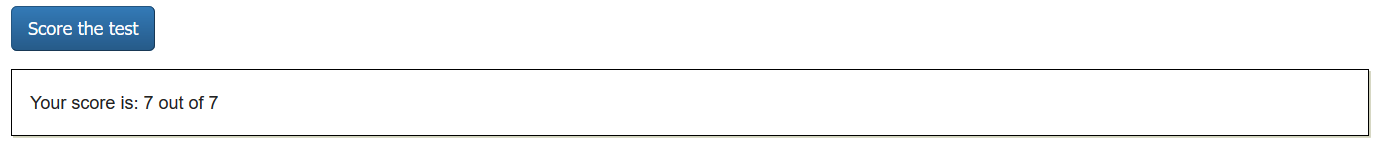 Score the test
Your score is: 7 out of 7